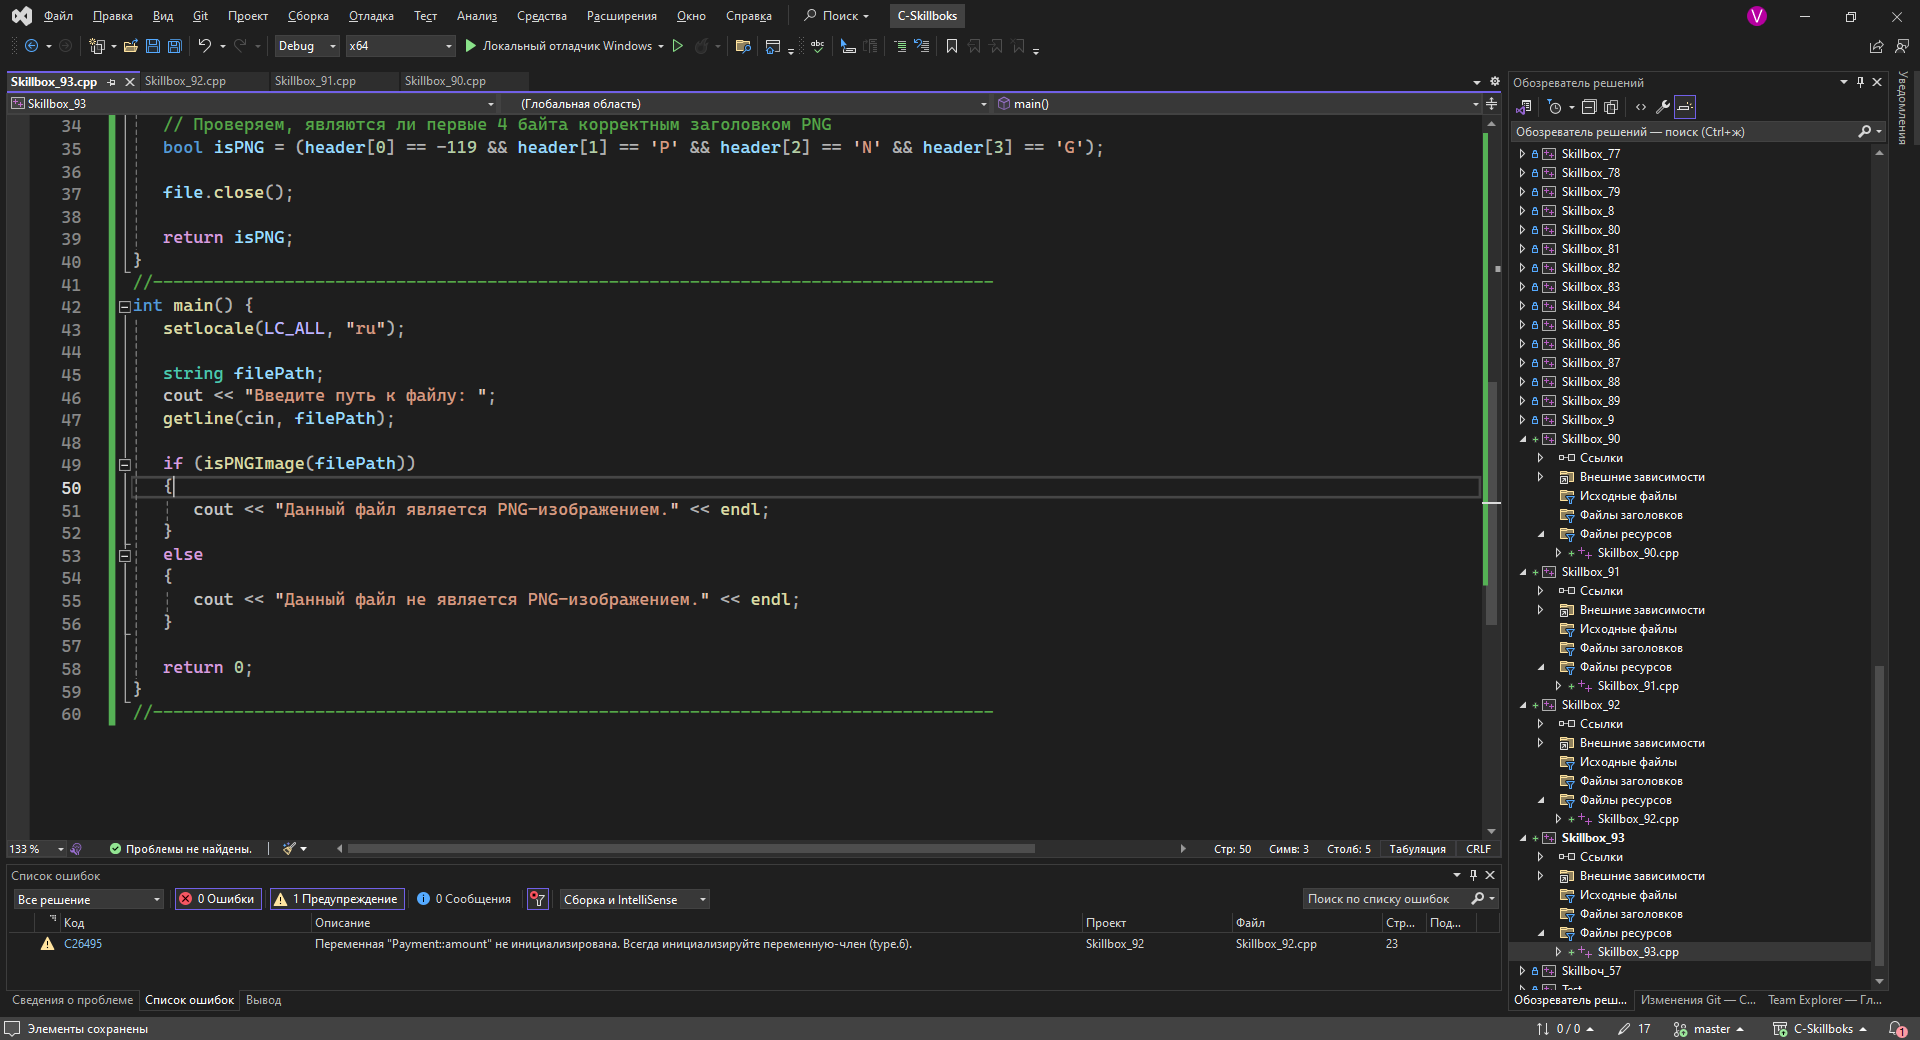 Файл Правка Вид Git Проект Сборка Отладка Тест Анализ Средства Расширения Окно Справка Поиск C-Skillboks V
Debug x64 Локальный отладчик Windows abc
Skillbox_93.cpp Skillbox_92.cpp Skillbox_91.cpp Skillbox_90.cpp
Skillbox_93 (Глобальная область) main()
34 // Проверяем, являются ли первые 4 байта корректным заголовком PNG
35 bool isPNG = (header[0] == -119 && header[1] == 'P' && header[2] == 'N' && header[3] == 'G');
36
37 file.close();
38
39 return isPNG;
40 }
41 //------------------------------------------------------------------------------------
42 int main() {
43 setlocale(LC_ALL, "ru");
44
45 string filePath;
46 cout << "Введите путь к файлу: ";
47 getline(cin, filePath);
48
49 if (isPNGImage(filePath))
50 {
51 cout << "Данный файл является PNG-изображением." << endl;
52 }
53 else
54 {
55 cout << "Данный файл не является PNG-изображением." << endl;
56 }
57
58 return 0;
59 }
60 //------------------------------------------------------------------------------------
133 % Проблемы не найдены. Стр: 50 Симв: 3 Столб: 5 Табуляция CRLF
Список ошибок
Все решение 0 Ошибки 1 Предупреждение 0 Сообщения Сборка и IntelliSense Поиск по списку ошибок
Код Описание Проект Файл Стр... Под...
C26495 Переменная "Payment::amount" не инициализирована. Всегда инициализируйте переменную-член (type.6). Skillbox_92 Skillbox_92.cpp 23
Сведения о проблеме Список ошибок Вывод
Элементы сохранены
Обозреватель решений
Обозреватель решений — поиск (Ctrl+ж)
Skillbox_77
Skillbox_78
Skillbox_79
Skillbox_8
Skillbox_80
Skillbox_81
Skillbox_82
Skillbox_83
Skillbox_84
Skillbox_85
Skillbox_86
Skillbox_87
Skillbox_88
Skillbox_89
Skillbox_9
Skillbox_90
Ссылки
Внешние зависимости
Исходные файлы
Файлы заголовков
Файлы ресурсов
Skillbox_90.cpp
Skillbox_91
Ссылки
Внешние зависимости
Исходные файлы
Файлы заголовков
Файлы ресурсов
Skillbox_91.cpp
Skillbox_92
Ссылки
Внешние зависимости
Исходные файлы
Файлы заголовков
Файлы ресурсов
Skillbox_92.cpp
Skillbox_93
Ссылки
Внешние зависимости
Исходные файлы
Файлы заголовков
Файлы ресурсов
Skillbox_93.cpp
Skillboч_57
Test
Обозреватель реш... Изменения Git — C... Team Explorer — Гл...
0 / 0 17 master C-Skillboks 1
Уведомления